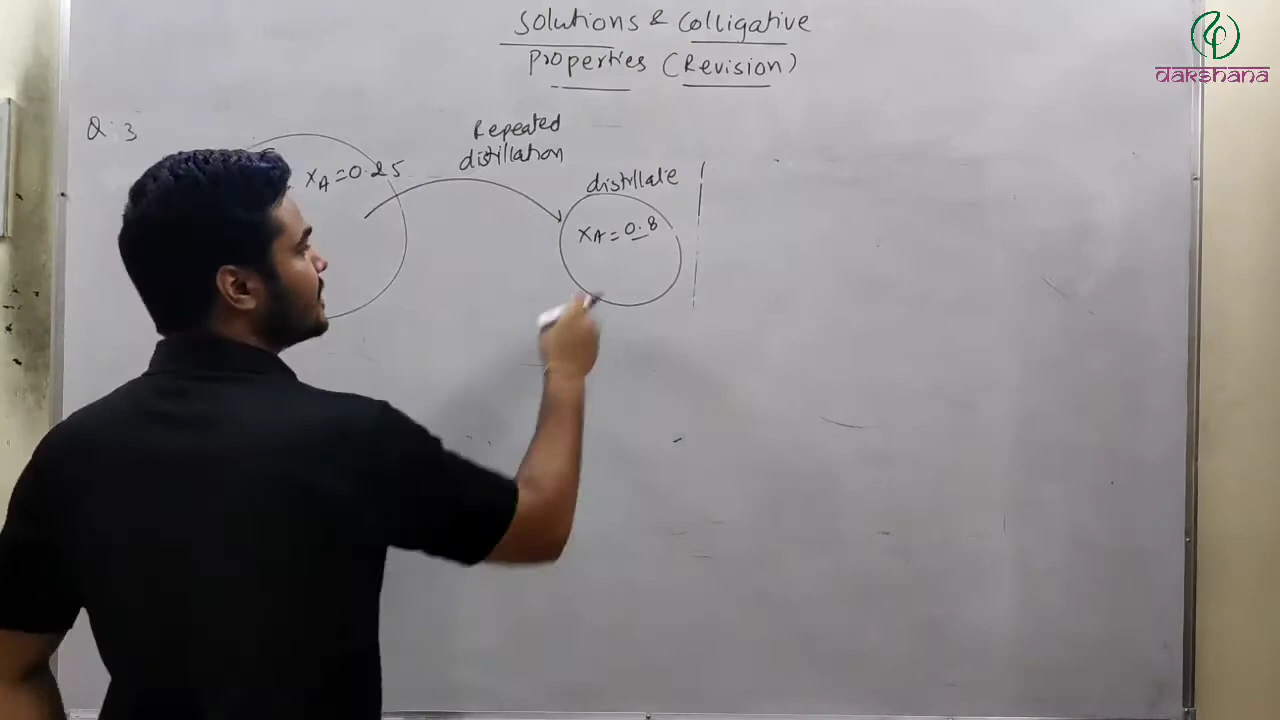 Solutions & Colligative
Properties (Revision)
dakshana
Q. 3
Repeated
distillation
XA = 0.25
distillate
XA = 0.8